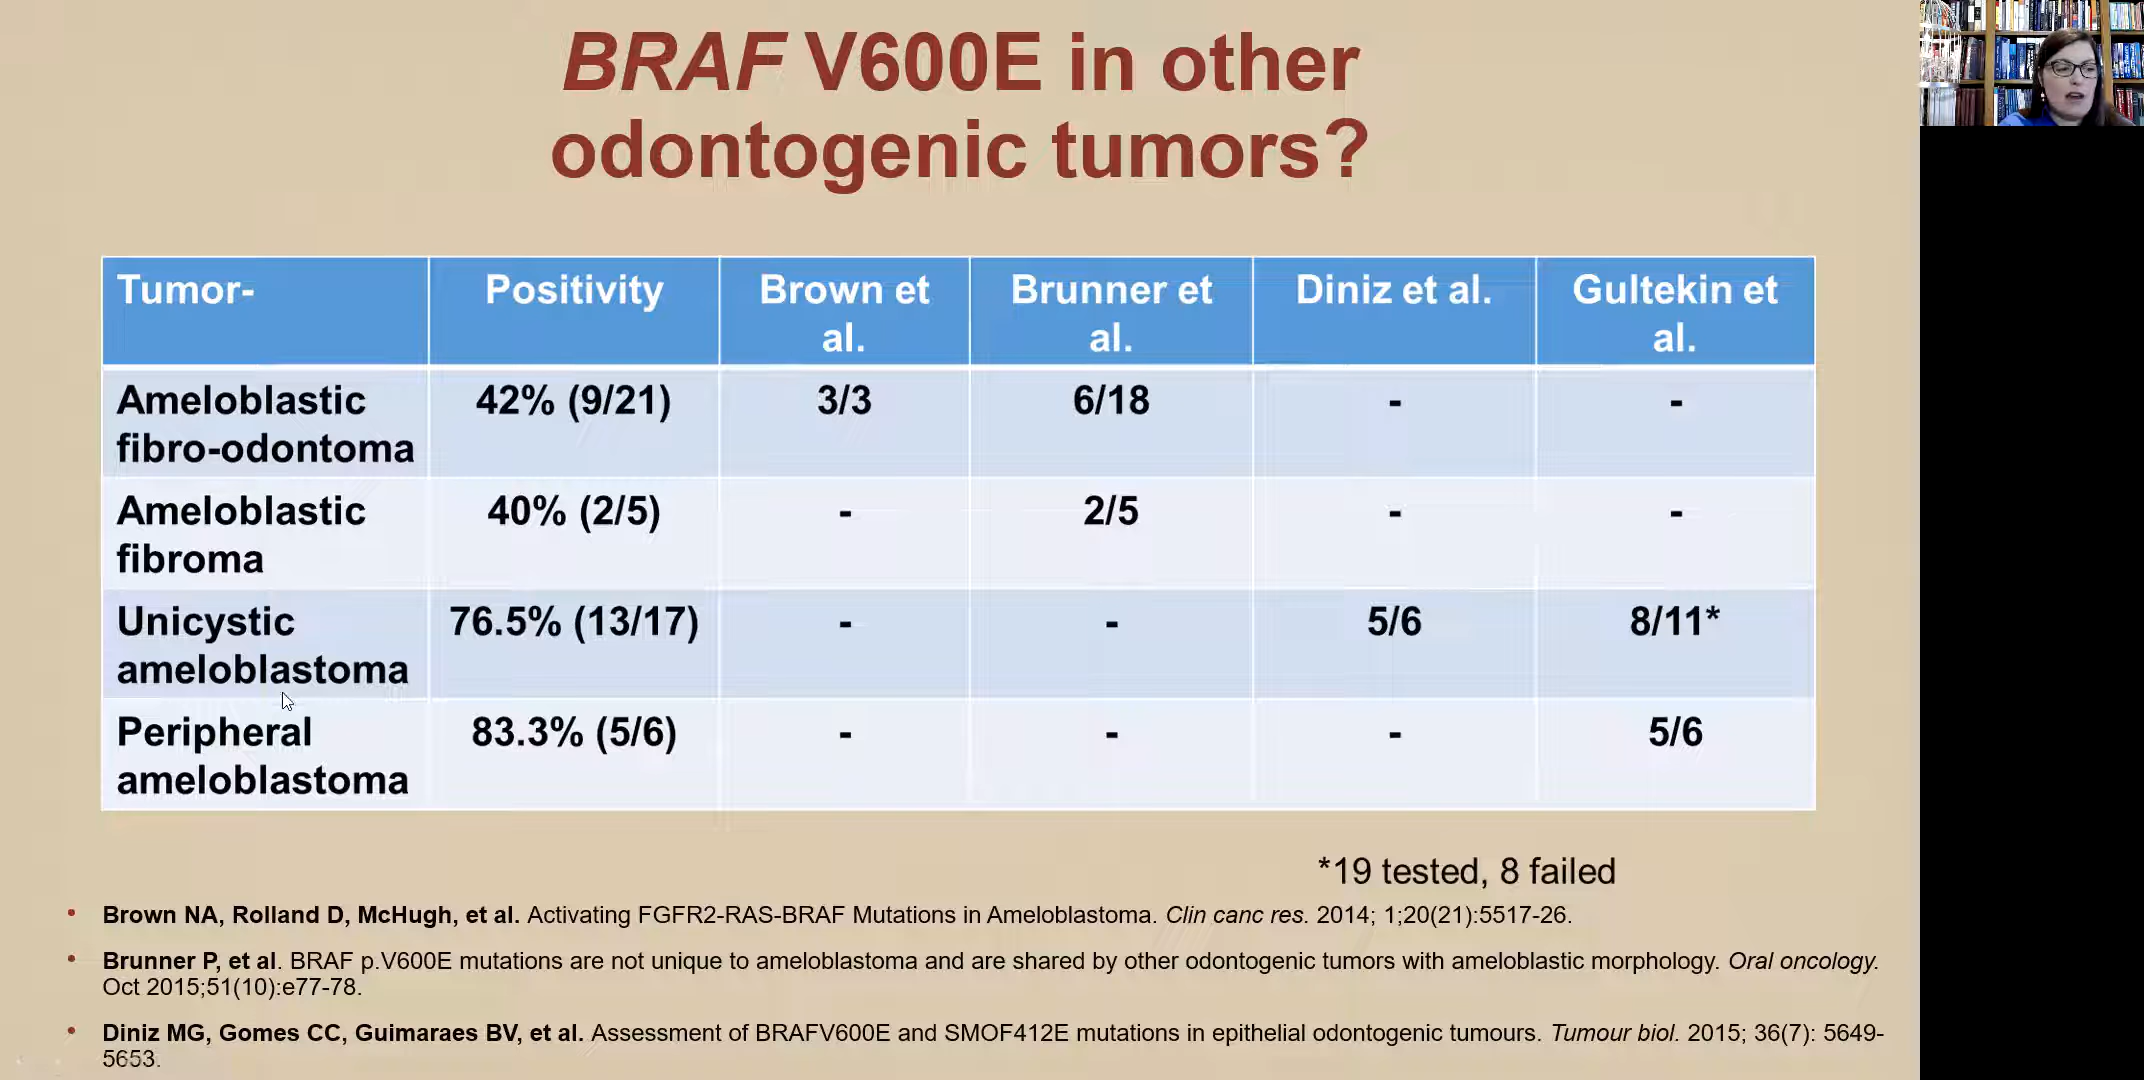 BRAF V600E in other
odontogenic tumors?
Tumor- Positivity Brown et al. Brunner et al. Diniz et al. Gultekin et al.
Ameloblastic fibro-odontoma 42% (9/21) 3/3 6/18 - -
Ameloblastic fibroma 40% (2/5) - 2/5 - -
Unicystic ameloblastoma 76.5% (13/17) - - 5/6 8/11*
Peripheral ameloblastoma 83.3% (5/6) - - - 5/6
*19 tested, 8 failed
• Brown NA, Rolland D, McHugh, et al. Activating FGFR2-RAS-BRAF Mutations in Ameloblastoma. Clin canc res. 2014; 1;20(21):5517-26.
• Brunner P, et al. BRAF p.V600E mutations are not unique to ameloblastoma and are shared by other odontogenic tumors with ameloblastic morphology. Oral oncology.
Oct 2015;51(10):e77-78.
• Diniz MG, Gomes CC, Guimaraes BV, et al. Assessment of BRAFV600E and SMOF412E mutations in epithelial odontogenic tumours. Tumour biol. 2015; 36(7): 5649-
5653.